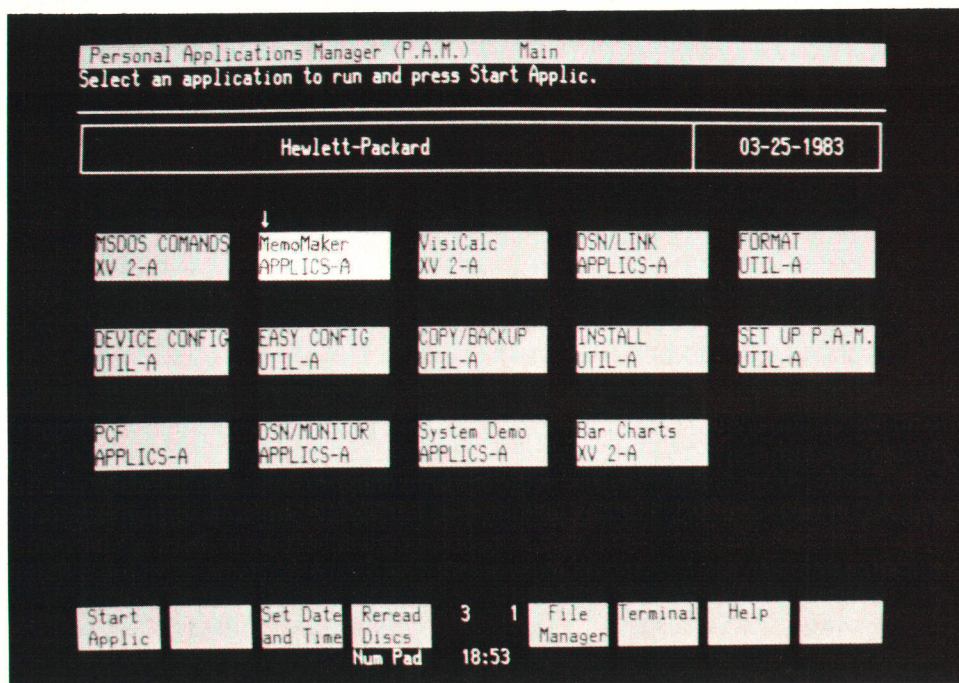 Personal Applications Manager (P.A.M.) Main
Select an application to run and press Start Applic.
Hewlett-Packard 03-25-1983
MSDOS COMANDS MemoMaker VisiCalc DSN/LINK FORMAT
XV 2-A APPLICS-A XV 2-A APPLICS-A UTIL-A
DEVICE CONFIG EASY CONFIG COPY/BACKUP INSTALL SET UP P.A.M.
UTIL-A UTIL-A UTIL-A UTIL-A UTIL-A
PCF DSN/MONITOR System Demo Bar Charts
APPLICS-A APPLICS-A APPLICS-A XV 2-A
Start Set Date Reread 3 1 File Terminal Help
Applic and Time Discs Manager
Num Pad 18:53